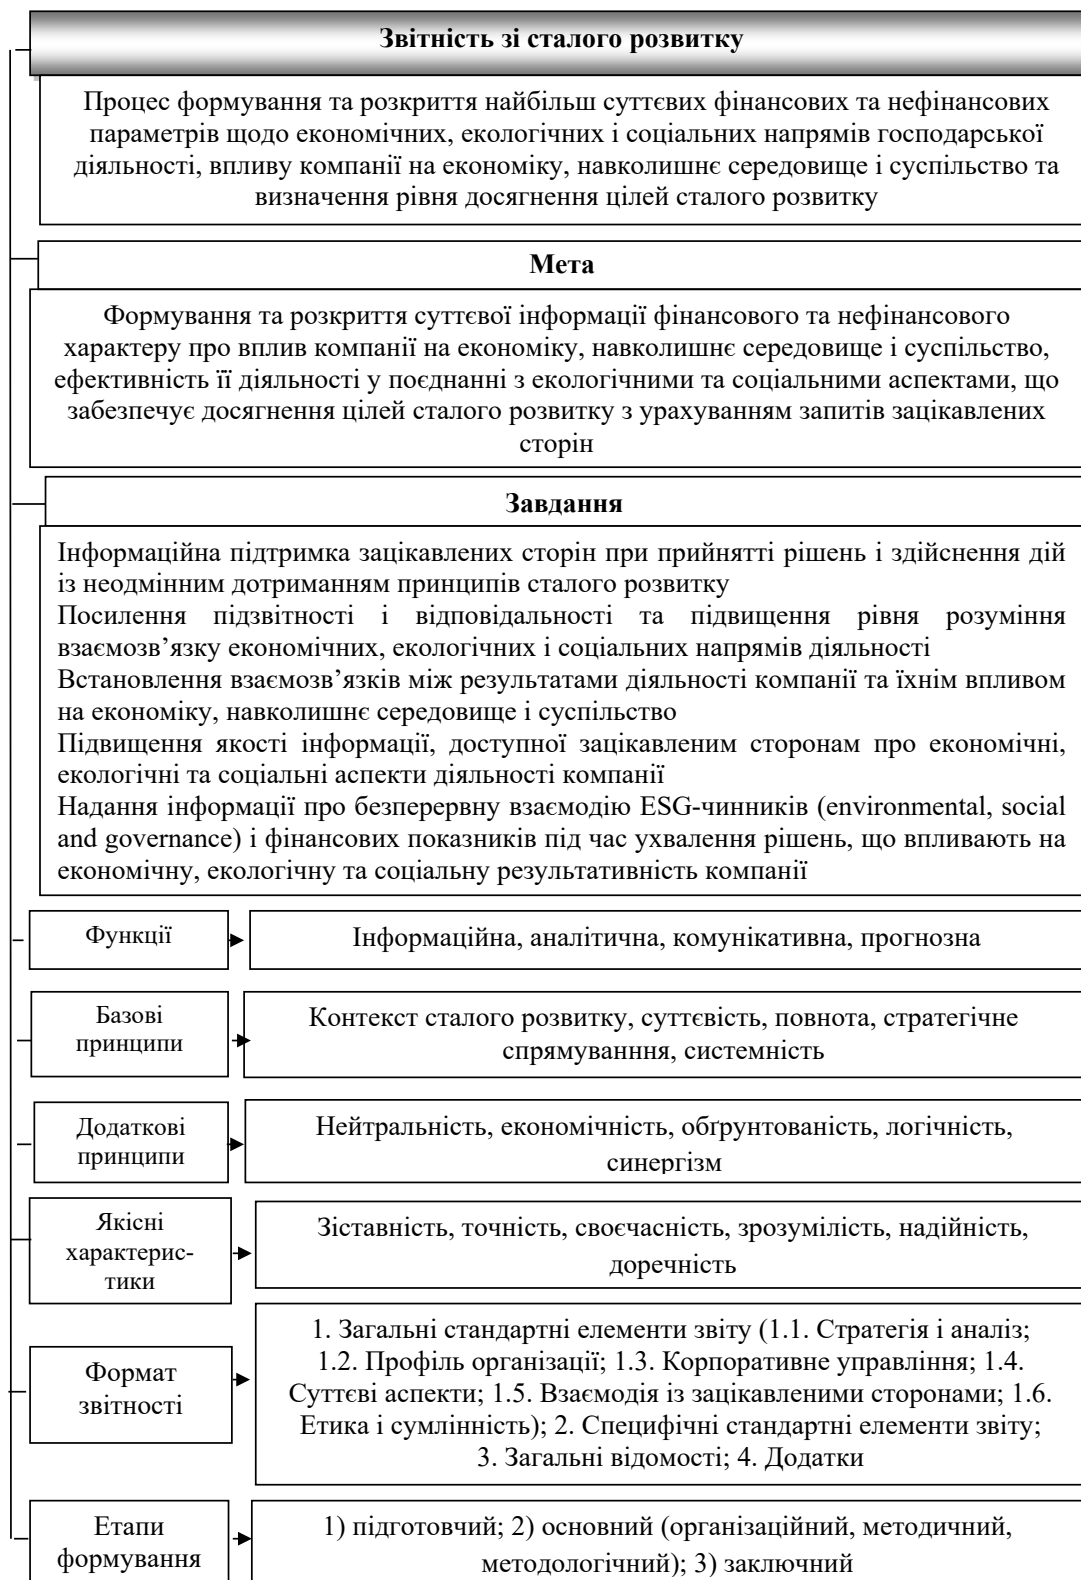 Звітність зі сталого розвитку
Процес формування та розкриття найбільш суттєвих фінансових та нефінансових
параметрів щодо економічних, екологічних і соціальних напрямів господарської
діяльності, впливу компанії на економіку, навколишнє середовище і суспільство та
визначення рівня досягнення цілей сталого розвитку
Мета
Формування та розкриття суттєвої інформації фінансового та нефінансового
характеру про вплив компанії на економіку, навколишнє середовище і суспільство,
ефективність її діяльності у поєднанні з екологічними та соціальними аспектами, що
забезпечує досягнення цілей сталого розвитку з урахуванням запитів зацікавлених
сторін
Завдання
Інформаційна підтримка зацікавлених сторін при прийнятті рішень і здійснення дій
із неодмінним дотриманням принципів сталого розвитку
Посилення підзвітності і відповідальності та підвищення рівня розуміння
взаємозв’язку економічних, екологічних і соціальних напрямів діяльності
Встановлення взаємозв’язків між результатами діяльності компанії та їхнім впливом
на економіку, навколишнє середовище і суспільство
Підвищення якості інформації, доступної зацікавленим сторонам про економічні,
екологічні та соціальні аспекти діяльності компанії
Надання інформації про безперервну взаємодію ESG-чинників (environmental, social
and governance) і фінансових показників під час ухвалення рішень, що впливають на
економічну, екологічну та соціальну результативність компанії
Функції
Інформаційна, аналітична, комунікативна, прогнозна
Базові
принципи
Контекст сталого розвитку, суттєвість, повнота, стратегічне
спрямуванння, системність
Додаткові
принципи
Нейтральність, економічність, обґрунтованість, логічність,
синергізм
Якісні
характерис-
тики
Зіставність, точність, своєчасність, зрозумілість, надійність,
доречність
Формат
звітності
1. Загальні стандартні елементи звіту (1.1. Стратегія і аналіз;
1.2. Профіль організації; 1.3. Корпоративне управління; 1.4.
Суттєві аспекти; 1.5. Взаємодія із зацікавленими сторонами; 1.6.
Етика і сумлінність); 2. Специфічні стандартні елементи звіту;
3. Загальні відомості; 4. Додатки
Етапи
формування
1) підготовчий; 2) основний (організаційний, методичний,
методологічний); 3) заключний